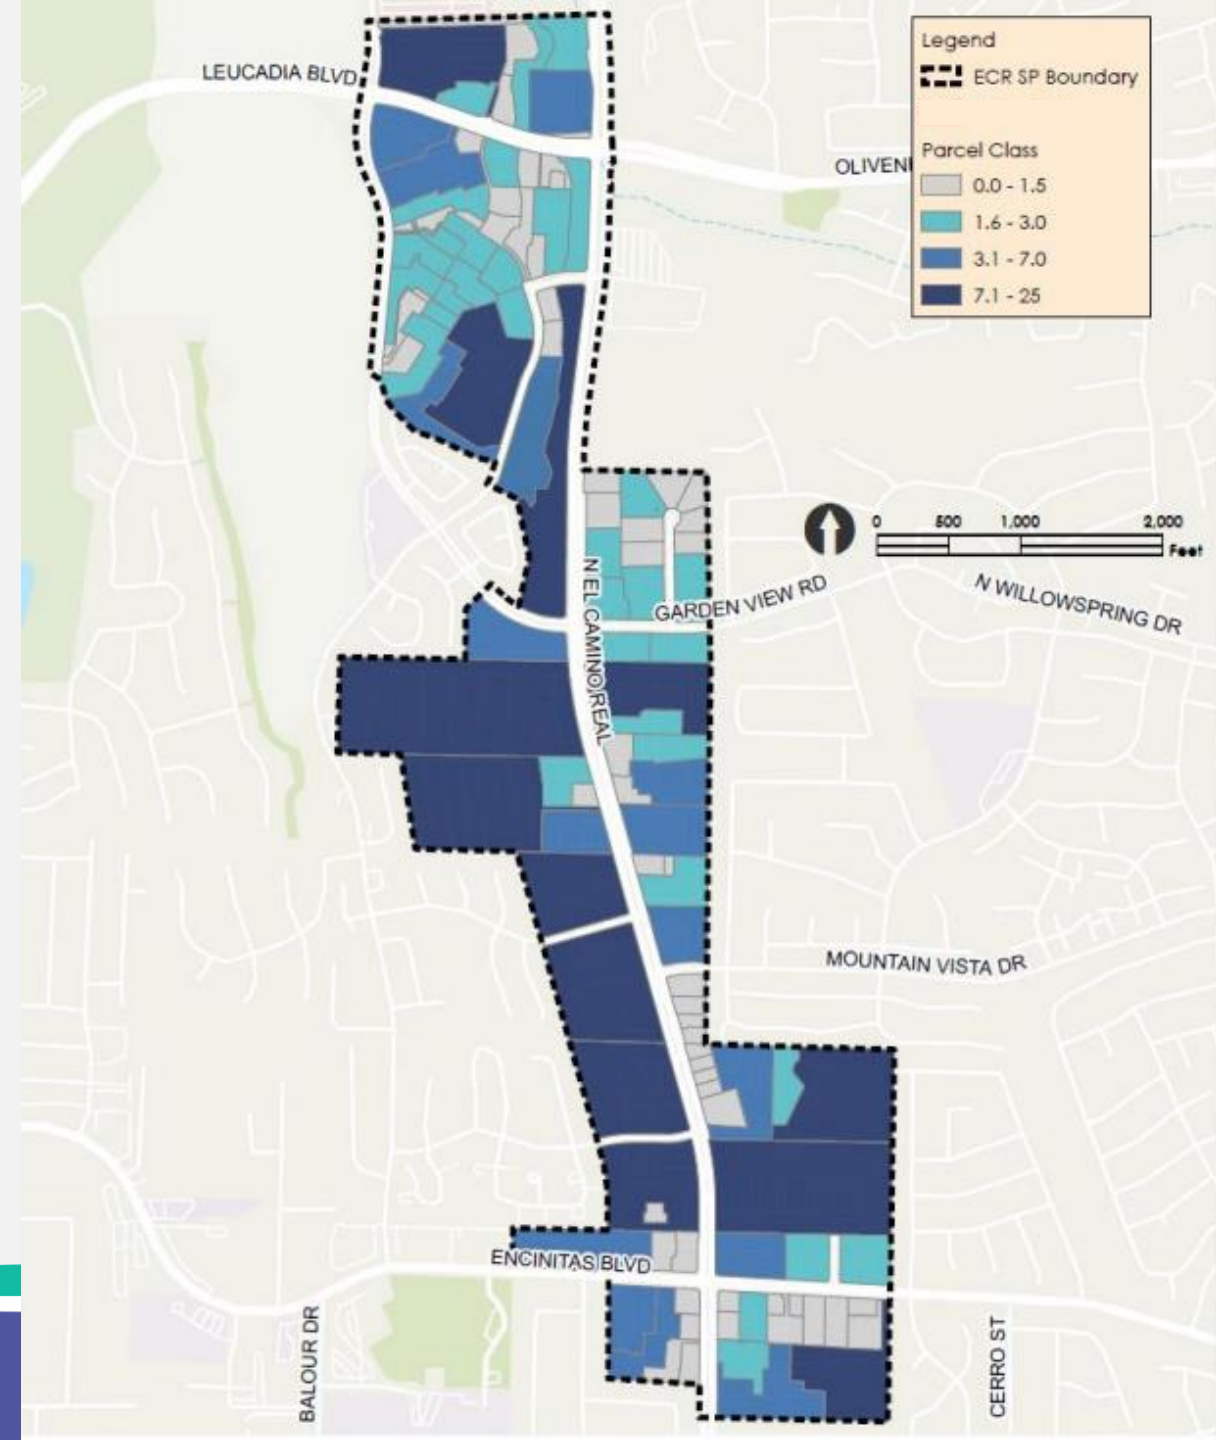 LEUCADIA BLVD
OLIVENH
Legend
ECR SP Boundary
Parcel Class
0.0 - 1.5
1.6 - 3.0
3.1 - 7.0
7.1 - 25
0 500 1,000 2,000
Feet
N EL CAMINO REAL
GARDEN VIEW RD
N WILLOWSPRING DR
MOUNTAIN VISTA DR
ENCINITAS BLVD
BALOUR DR
CERRO ST